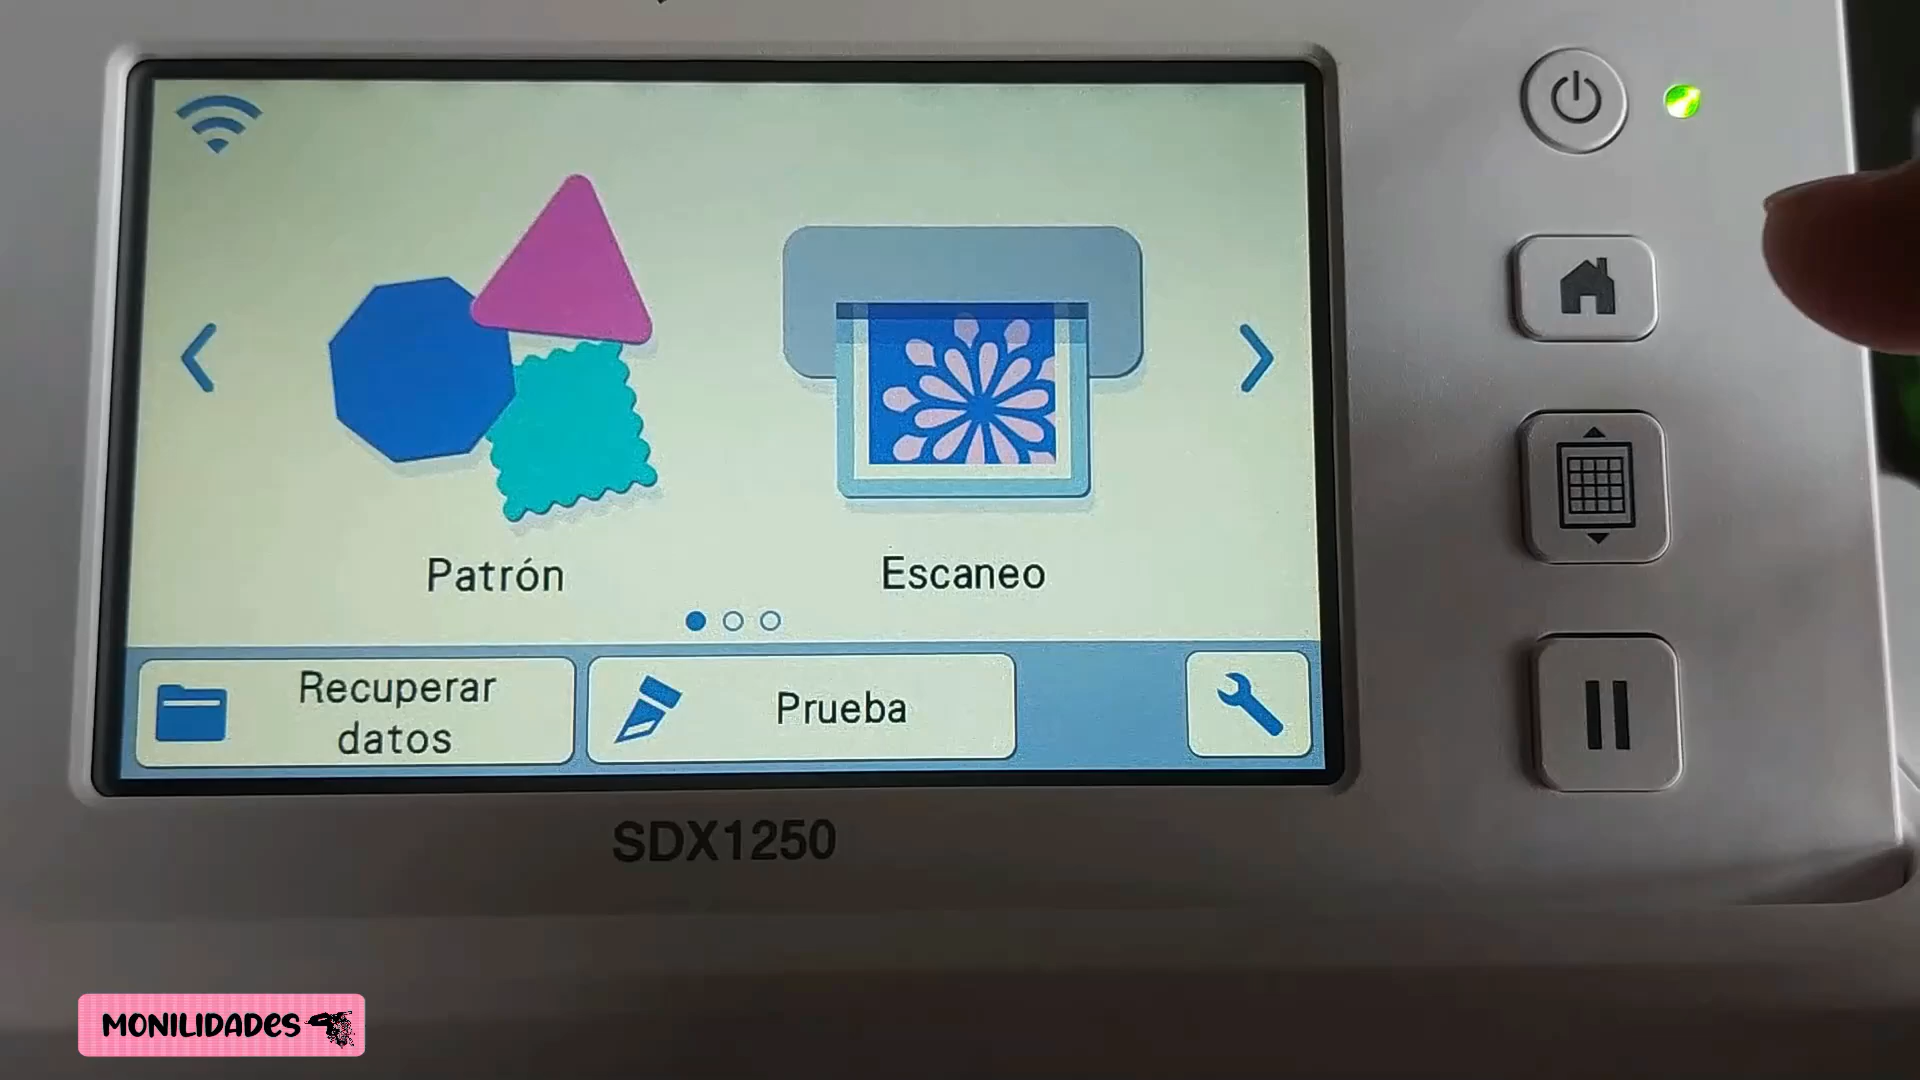 Patrón
Escaneo
Recuperar
datos
Prueba
SDX1250
MONILIDADES